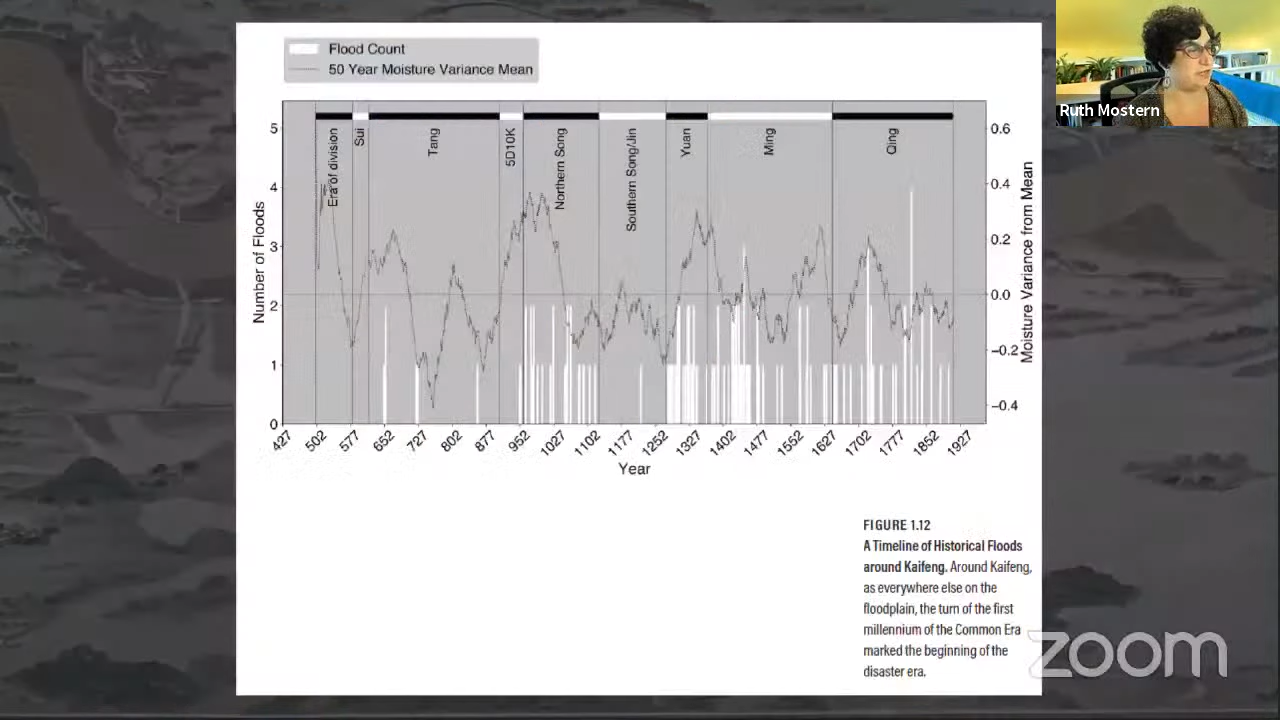 Flood Count
50 Year Moisture Variance Mean
Ruth Mostern
5
4
3
2
1
0
Number of Floods
Era of division
Sui
Tang
5D10K
Northern Song
Southern Song/Jin
Yuan
Ming
Qing
0.6
0.4
0.2
0.0
−0.2
−0.4
Moisture Variance from Mean
427 502 577 652 727 802 877 952 1027 1102 1177 1252 1327 1402 1477 1552 1627 1702 1777 1852 1927
Year
FIGURE 1.12
A Timeline of Historical Floods
around Kaifeng. Around Kaifeng,
as everywhere else on the
floodplain, the turn of the first
millennium of the Common Era
marked the beginning of the
disaster era.
zoom